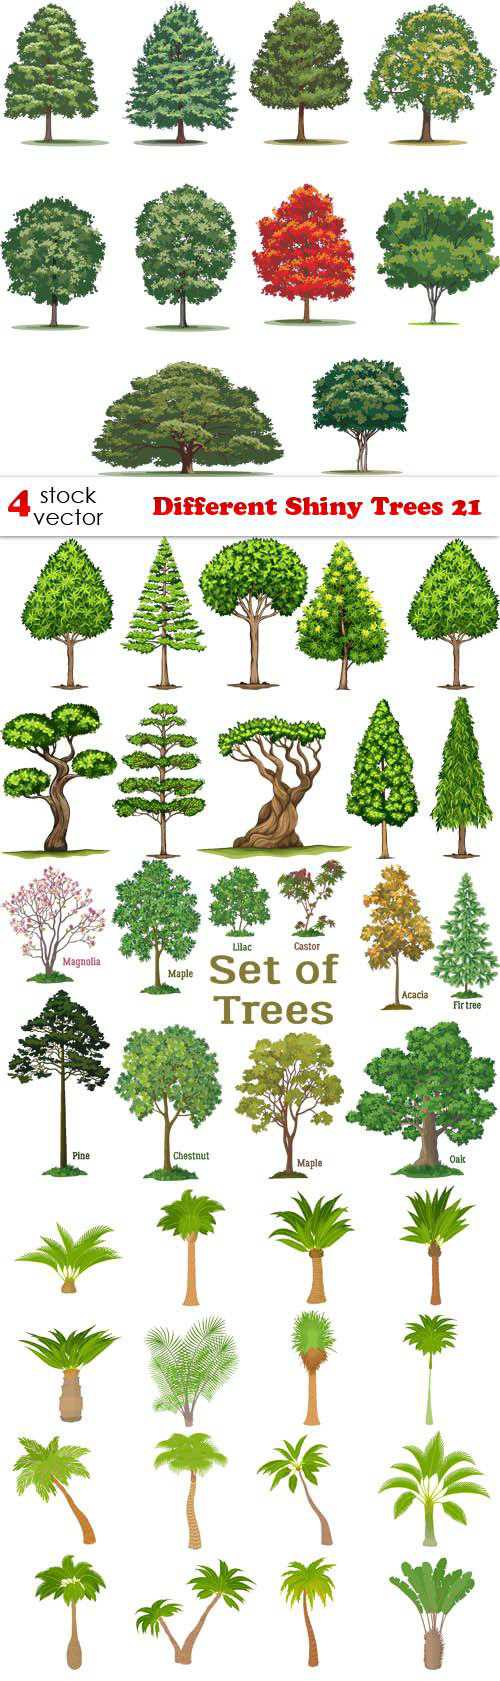 4 stock
vector
Different Shiny Trees 21
Magnolia
Maple
Lilac
Castor
Acacia
Fir tree
Set of
Trees
Pine
Chestnut
Maple
Oak